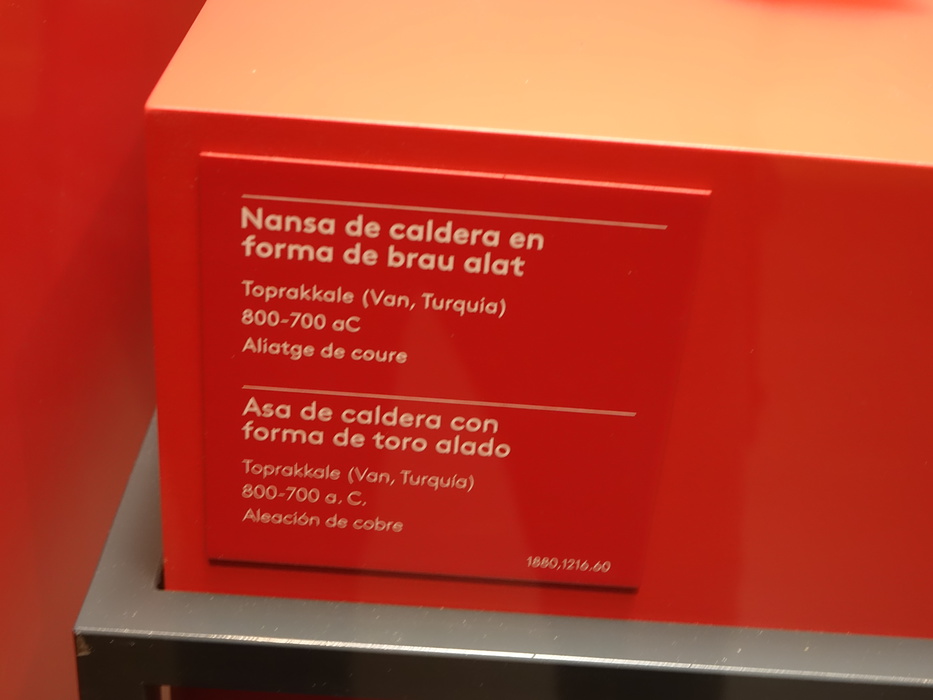 Nansa de caldera en
forma de brau alat
Toprakkale (Van, Turquia)
800-700 aC
Aliatge de coure
Asa de caldera con
forma de toro alado
Toprakkale (Van, Turquía)
800-700 a. C.
Aleación de cobre
1880,1216.60